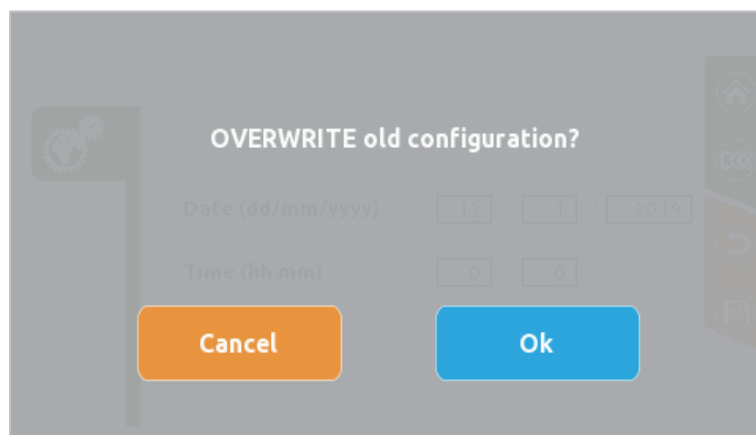 OVERWRITE old configuration?
Date (dd/mm/yyyy) 12 / 1 / 2019
Time (hh:mm) 0 : 0
Cancel Ok